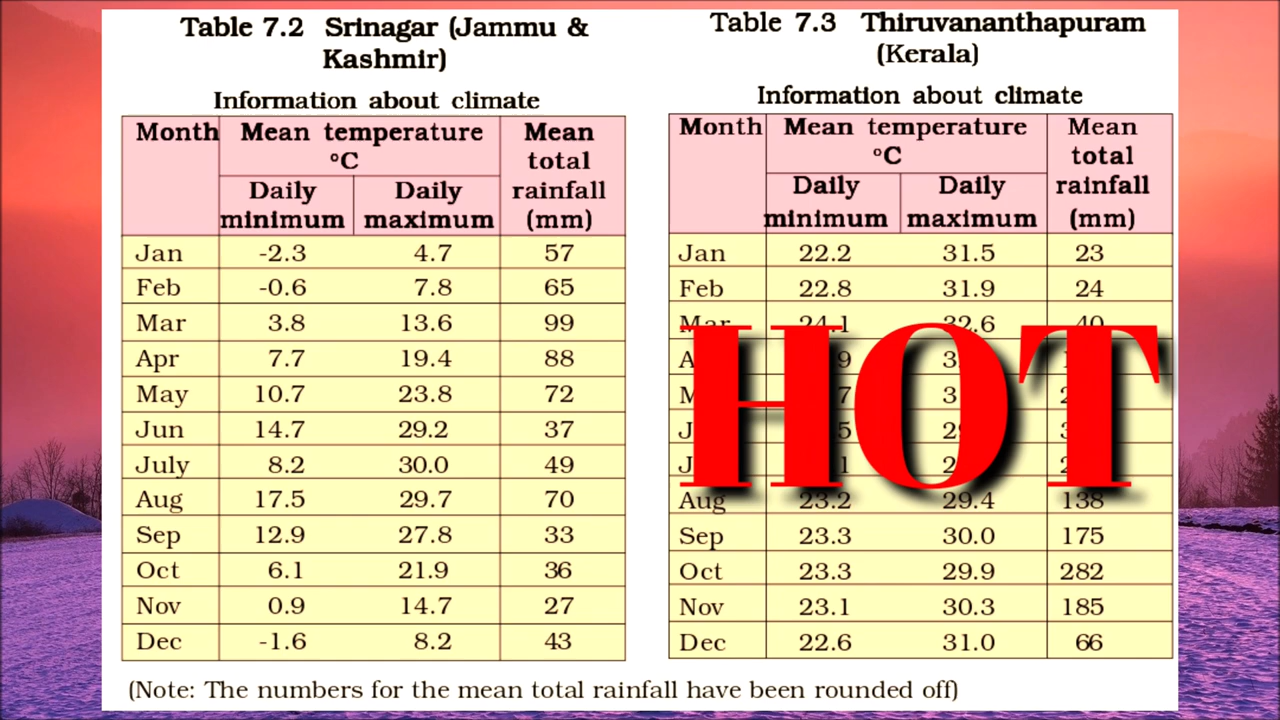 Table 7.2 Srinagar (Jammu &
Kashmir)
Information about climate
Month Mean temperature Mean
°C total
Daily Daily rainfall
minimum maximum (mm)
Jan -2.3 4.7 57
Feb -0.6 7.8 65
Mar 3.8 13.6 99
Apr 7.7 19.4 88
May 10.7 23.8 72
Jun 14.7 29.2 37
July 8.2 30.0 49
Aug 17.5 29.7 70
Sep 12.9 27.8 33
Oct 6.1 21.9 36
Nov 0.9 14.7 27
Dec -1.6 8.2 43
Table 7.3 Thiruvananthapuram
(Kerala)
Information about climate
Month Mean temperature Mean
°C total
Daily Daily rainfall
minimum maximum (mm)
Jan 22.2 31.5 23
Feb 22.8 31.9 24
Mar 24.1 32.6 40
HOT
Aug 23.2 29.4 138
Sep 23.3 30.0 175
Oct 23.3 29.9 282
Nov 23.1 30.3 185
Dec 22.6 31.0 66
(Note: The numbers for the mean total rainfall have been rounded off)